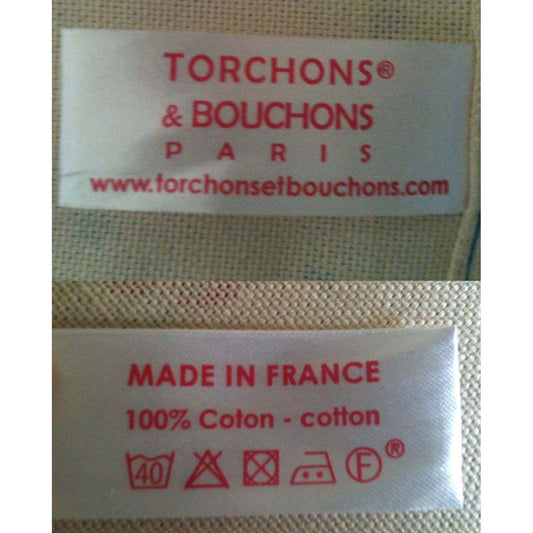 TORCHONS®
& BOUCHONS
PARIS
www.torchonsetbouchons.com
MADE IN FRANCE
100% Coton - cotton
40 F ®